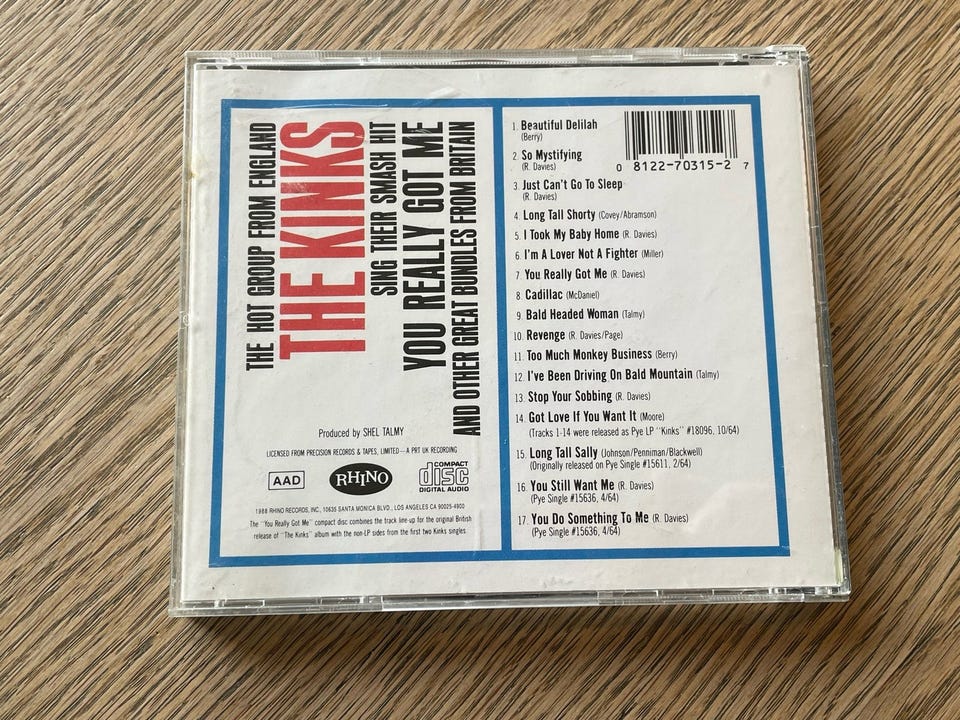 THE HOT GROUP FROM ENGLAND
THE KINKS
SING THEIR SMASH HIT
YOU REALLY GOT ME
AND OTHER GREAT BUNDLES FROM BRITAIN
Produced by SHEL TALMY
LICENSED FROM PRECISION RECORDS & TAPES, LIMITED—A PRT UK RECORDING
AAD
RHINO
COMPACT
disc
DIGITAL AUDIO
1988 RHINO RECORDS, INC., 10635 SANTA MONICA BLVD., LOS ANGELES CA 90025-4900
The "You Really Got Me" compact disc combines the track line-up for the original British
release of "The Kinks" album with the non-LP sides from the first two Kinks singles
1. Beautiful Delilah
(Berry)
2. So Mystifying
(R. Davies)
3. Just Can't Go To Sleep
(R. Davies)
4. Long Tall Shorty (Covey/Abramson)
5. I Took My Baby Home (R. Davies)
6. I'm A Lover Not A Fighter (Miller)
7. You Really Got Me (R. Davies)
8. Cadillac (McDaniel)
9. Bald Headed Woman (Talmy)
10. Revenge (R. Davies/Page)
11. Too Much Monkey Business (Berry)
12. I've Been Driving On Bald Mountain (Talmy)
13. Stop Your Sobbing (R. Davies)
14. Got Love If You Want It (Moore)
(Tracks 1-14 were released as Pye LP "Kinks" #18096, 10/64)
15. Long Tall Sally (Johnson/Penniman/Blackwell)
(Originally released on Pye Single #15611, 2/64)
16. You Still Want Me (R. Davies)
(Pye Single #15636, 4/64)
17. You Do Something To Me (R. Davies)
(Pye Single #15636, 4/64)
0 8122-70315-2 7